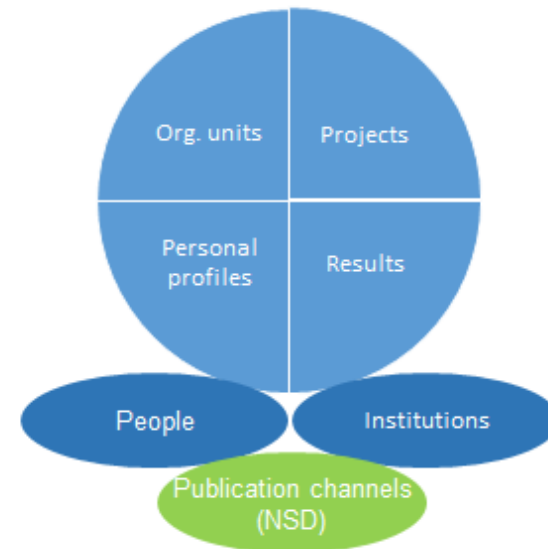 Org. units
Projects
Personal
profiles
Results
People
Institutions
Publication channels
(NSD)